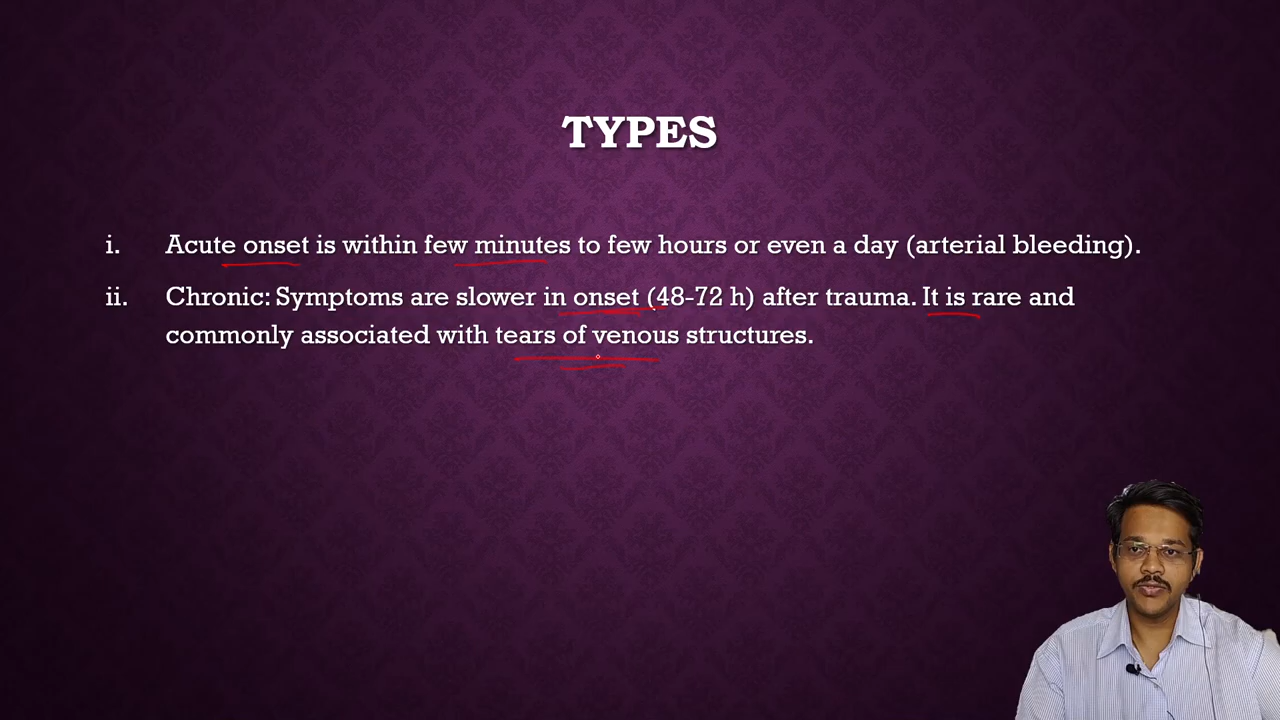 TYPES
i. Acute onset is within few minutes to few hours or even a day (arterial bleeding).
ii. Chronic: Symptoms are slower in onset (48-72 h) after trauma. It is rare and
commonly associated with tears of venous structures.